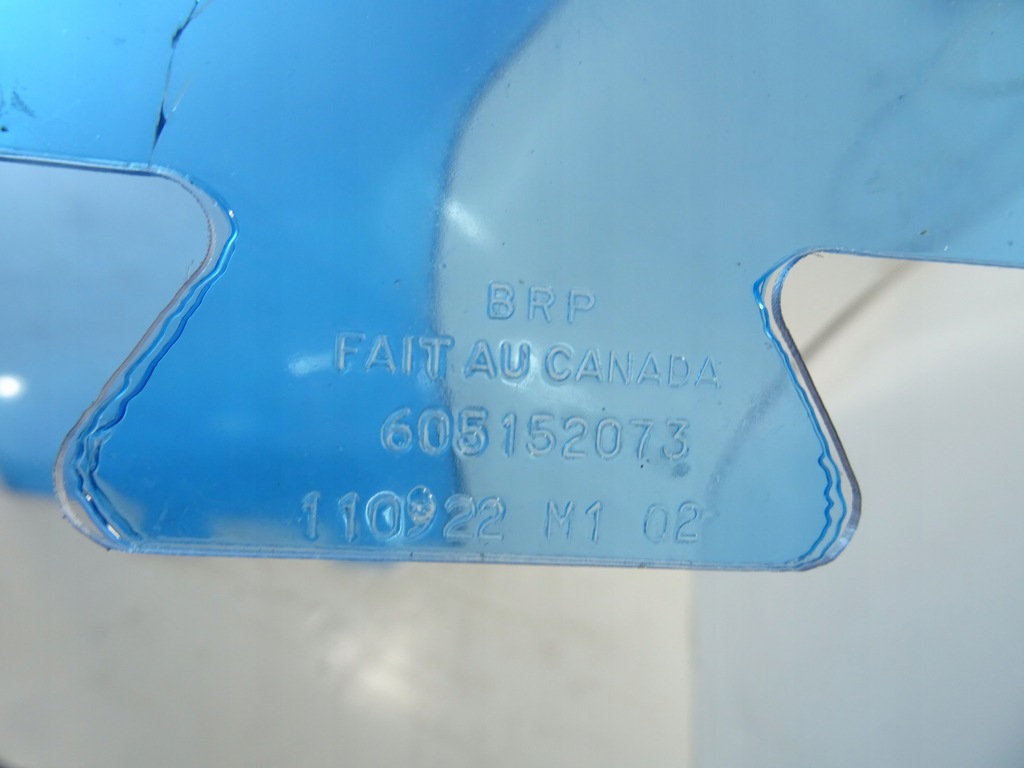 BRP
FAIT AU CANADA
605152073
110922 M1 02